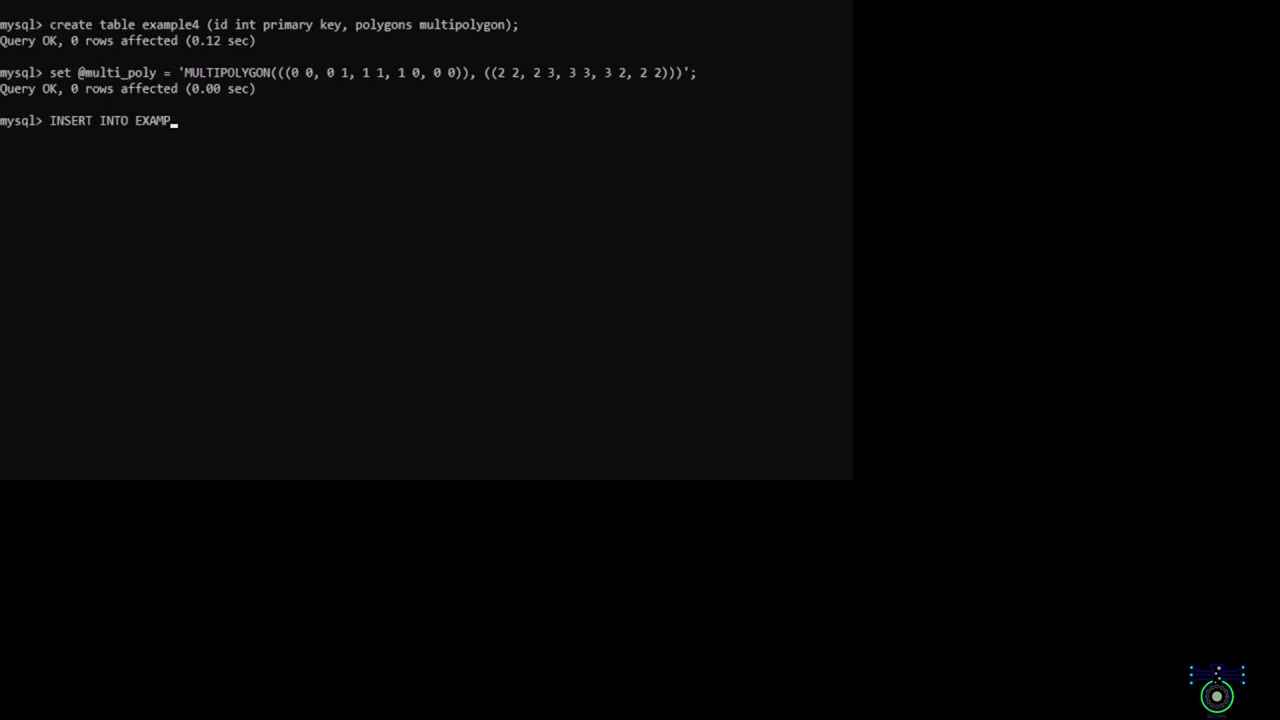 mysql> create table example4 (id int primary key, polygons multipolygon);
Query OK, 0 rows affected (0.12 sec)
mysql> set @multi_poly = 'MULTIPOLYGON(((0 0, 0 1, 1 1, 1 0, 0 0)), ((2 2, 2 3, 3 3, 3 2, 2 2)))';
Query OK, 0 rows affected (0.00 sec)
mysql> INSERT INTO EXAMP_